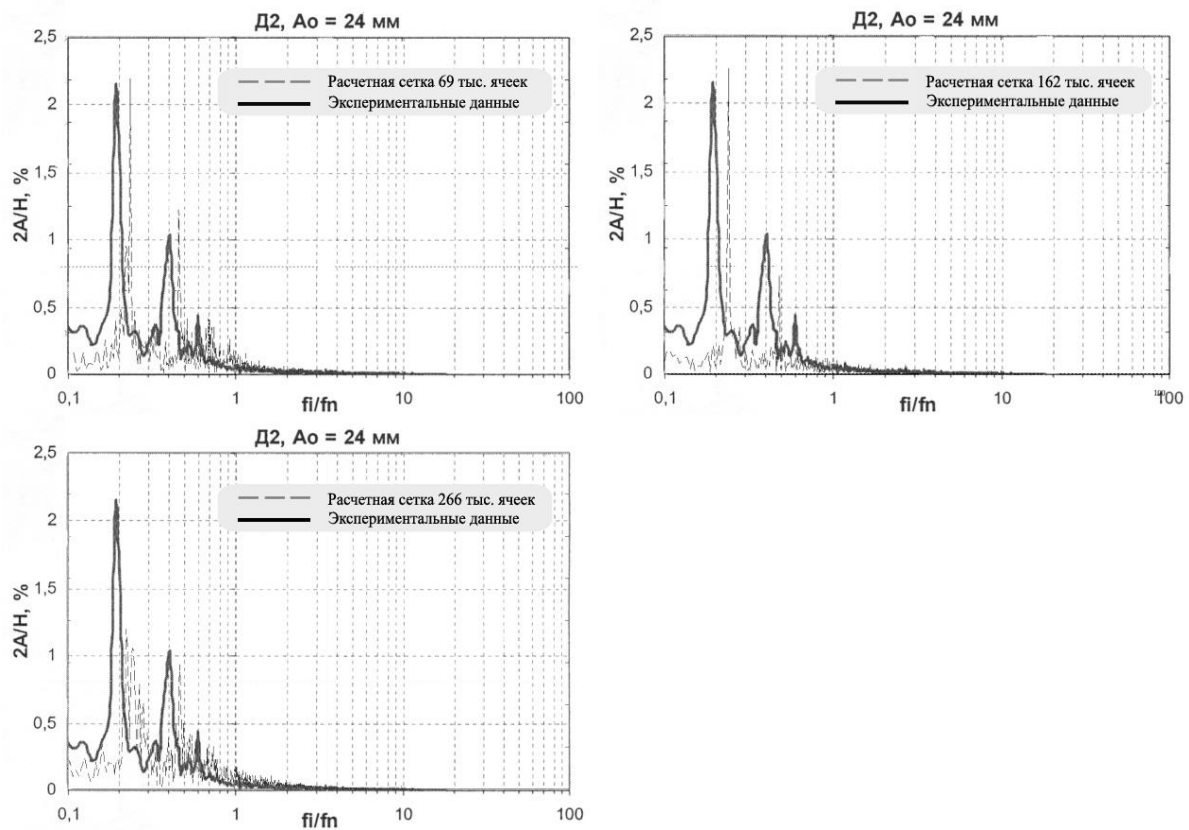 Д2, Ао = 24 мм
2,5
2
1,5
1
0,5
0
2А/Н, %
Расчетная сетка 69 тыс. ячеек
Экспериментальные данные
0,1
1
10
100
fi/fn
Д2, Ао = 24 мм
2,5
2
1,5
1
0,5
0
2А/Н, %
Расчетная сетка 162 тыс. ячеек
Экспериментальные данные
0,1
1
10
100
fi/fn
Д2, Ао = 24 мм
2,5
2
1,5
1
0,5
0
2А/Н, %
Расчетная сетка 266 тыс. ячеек
Экспериментальные данные
0,1
1
10
100
fi/fn